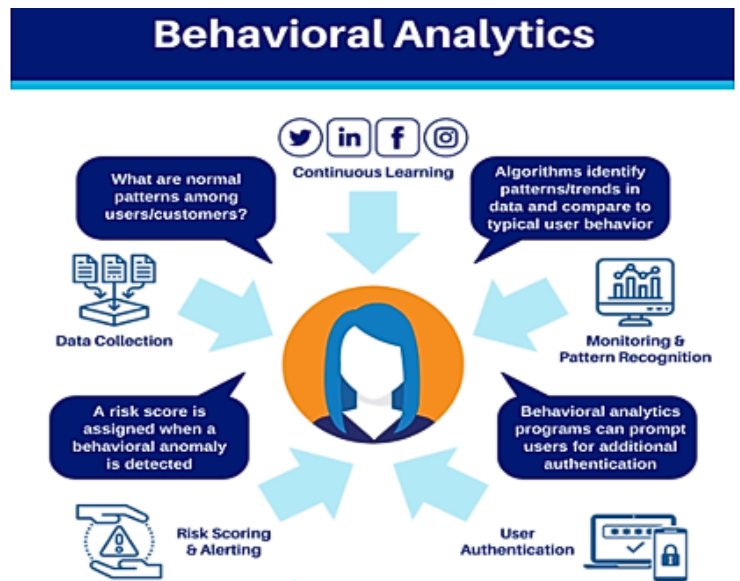 Behavioral Analytics
Continuous Learning
What are normal
patterns among
users/customers?
Algorithms identify
patterns/trends in
data and compare to
typical user behavior
Data Collection
Monitoring &
Pattern Recognition
A risk score is
assigned when a
behavioral anomaly
is detected
Behavioral analytics
programs can prompt
users for additional
authentication
Risk Scoring
& Alerting
User
Authentication